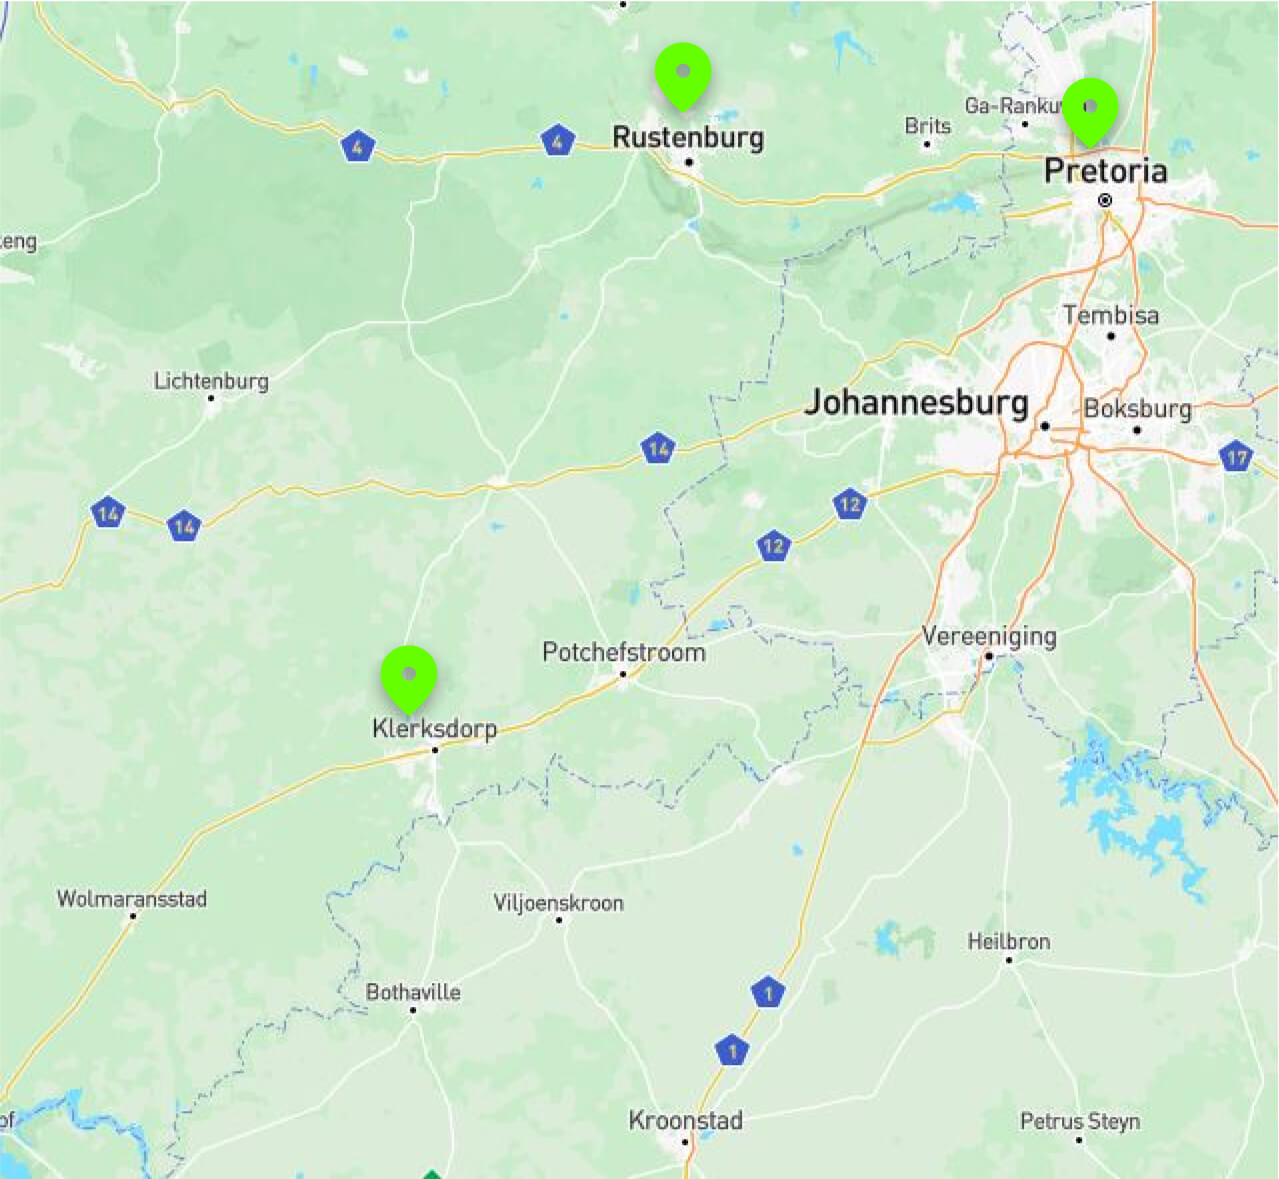 Ga-Ranku
Brits
4
4
Rustenburg
Pretoria
eng
Tembisa
Lichtenburg
Johannesburg
Boksburg
14
17
12
14
14
12
Vereeniging
Potchefstroom
Klerksdorp
Wolmaransstad
Viljoenskroon
Heilbron
Bothaville
1
1
of
Kroonstad
Petrus Steyn